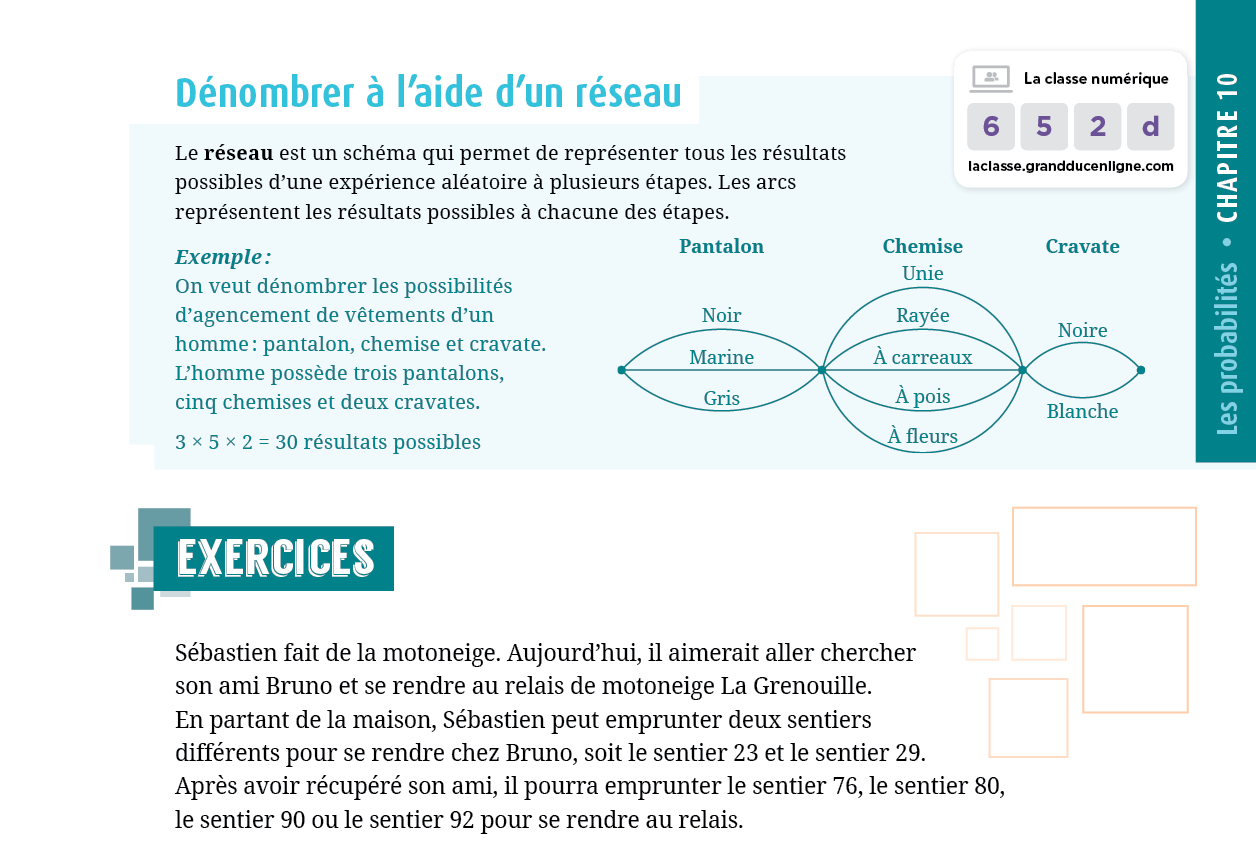 Dénombrer à l’aide d’un réseau
La classe numérique
6 5 2 d
laclasse.grandducenligne.com
Les probabilités • CHAPITRE 10
Le réseau est un schéma qui permet de représenter tous les résultats
possibles d’une expérience aléatoire à plusieurs étapes. Les arcs
représentent les résultats possibles à chacune des étapes.
Exemple :
On veut dénombrer les possibilités
d’agencement de vêtements d’un
homme : pantalon, chemise et cravate.
L’homme possède trois pantalons,
cinq chemises et deux cravates.
3 × 5 × 2 = 30 résultats possibles
Pantalon
Chemise
Cravate
Noir
Marine
Gris
Unie
Rayée
À carreaux
À pois
À fleurs
Noire
Blanche
EXERCICES
Sébastien fait de la motoneige. Aujourd’hui, il aimerait aller chercher
son ami Bruno et se rendre au relais de motoneige La Grenouille.
En partant de la maison, Sébastien peut emprunter deux sentiers
différents pour se rendre chez Bruno, soit le sentier 23 et le sentier 29.
Après avoir récupéré son ami, il pourra emprunter le sentier 76, le sentier 80,
le sentier 90 ou le sentier 92 pour se rendre au relais.